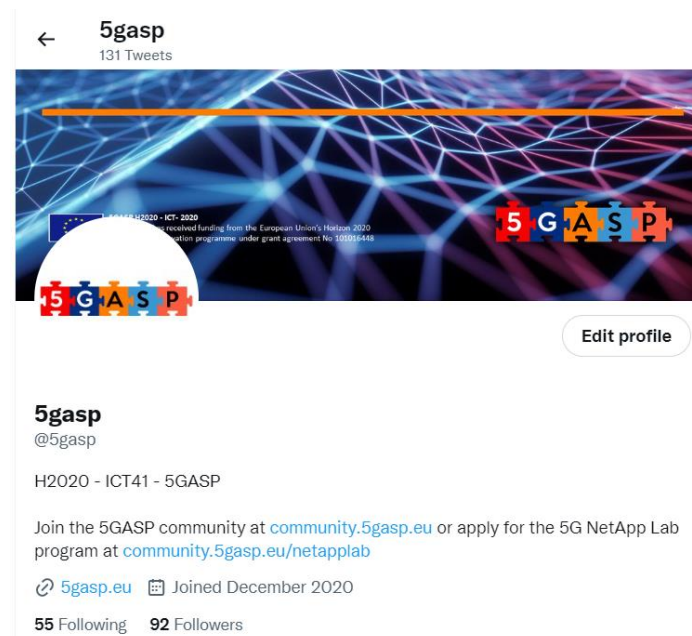 5gasp
131 Tweets
H2020 - ICT- 2020
s received funding from the European Union's Horizon 2020
vation programme under grant agreement No 101016448
5 G A S P
5 G A S P
Edit profile
5gasp
@5gasp
H2020 - ICT41 - 5GASP
Join the 5GASP community at community.5gasp.eu or apply for the 5G NetApp Lab
program at community.5gasp.eu/netapplab
5gasp.eu Joined December 2020
55 Following 92 Followers